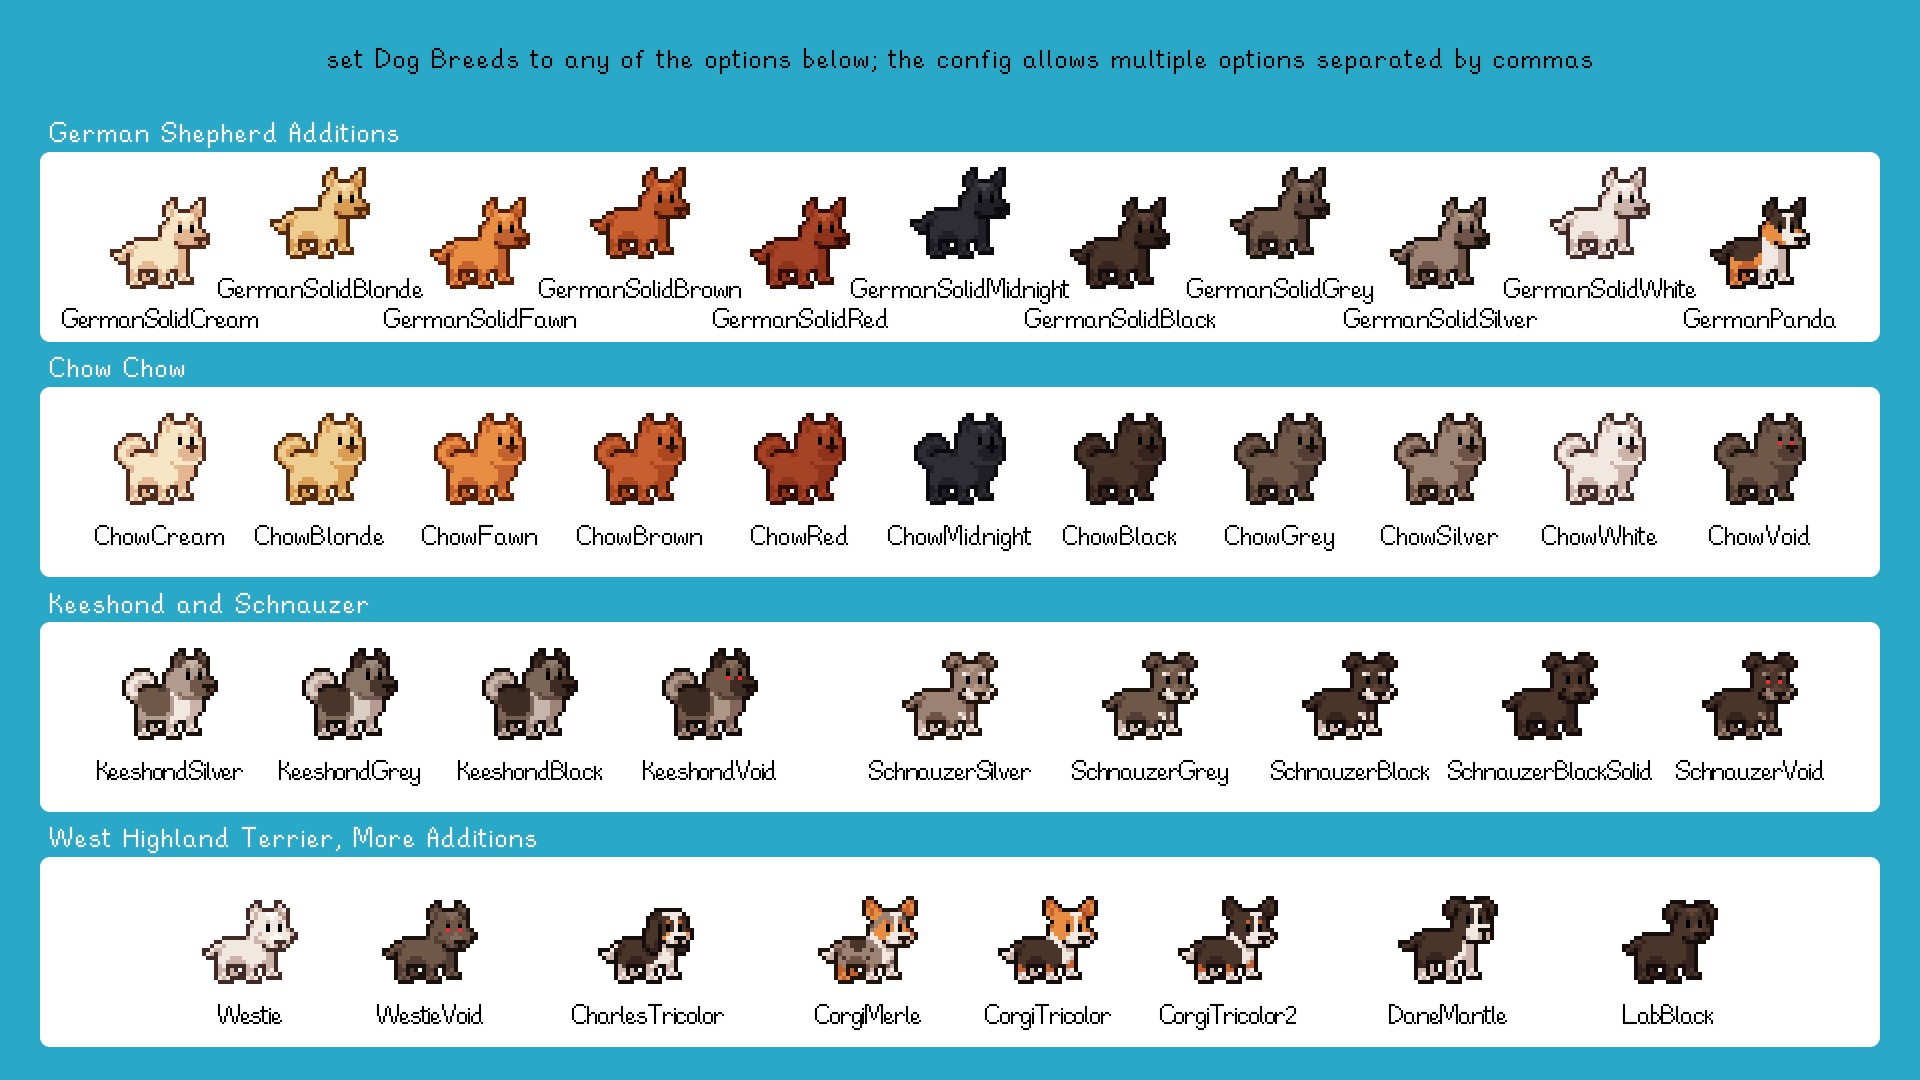 set Dog Breeds to any of the options below; the config allows multiple options separated by commas
German Shepherd Additions
GermanSolidBlonde GermanSolidBrown GermanSolidMidnight GermanSolidGrey GermanSolidWhite
GermanSolidCream GermanSolidFawn GermanSolidRed GermanSolidBlack GermanSolidSilver GermanPanda
Chow Chow
ChowCream ChowBlonde ChowFawn ChowBrown ChowRed ChowMidnight ChowBlack ChowGrey ChowSilver ChowWhite ChowVoid
Keeshond and Schnauzer
KeeshondSilver KeeshondGrey KeeshondBlack KeeshondVoid SchnauzerSilver SchnauzerGrey SchnauzerBlack SchnauzerBlackSolid SchnauzerVoid
West Highland Terrier, More Additions
Westie WestieVoid CharlesTricolor CorgiMerle CorgiTricolor CorgiTricolor2 DaneMantle LabBlack